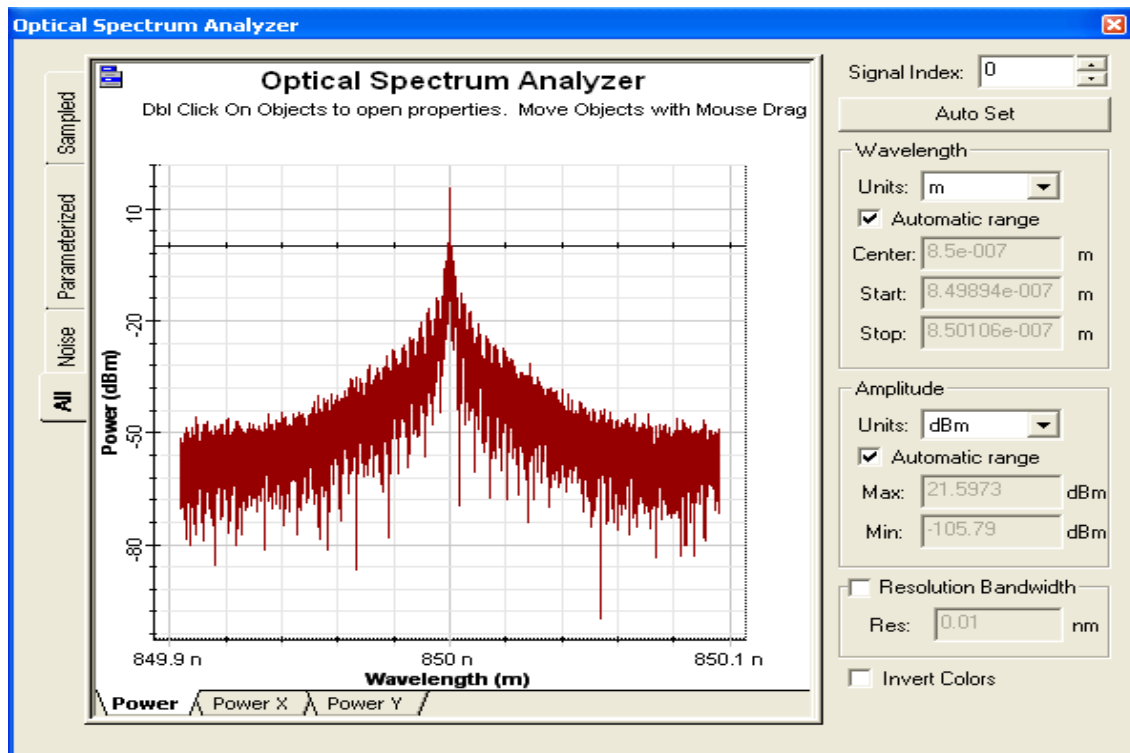 Optical Spectrum Analyzer
Sampled
Parameterized
Noise
All
Optical Spectrum Analyzer
Dbl Click On Objects to open properties. Move Objects with Mouse Drag
Power (dBm)
10
-20
-50
-80
849.9 n
850 n
850.1 n
Wavelength (m)
Power
Power X
Power Y
Signal Index: 0
Auto Set
Wavelength
Units: m
Automatic range
Center: 8.5e-007 m
Start: 8.49894e-007 m
Stop: 8.50106e-007 m
Amplitude
Units: dBm
Automatic range
Max: 21.5973 dBm
Min: -105.79 dBm
Resolution Bandwidth
Res: 0.01 nm
Invert Colors